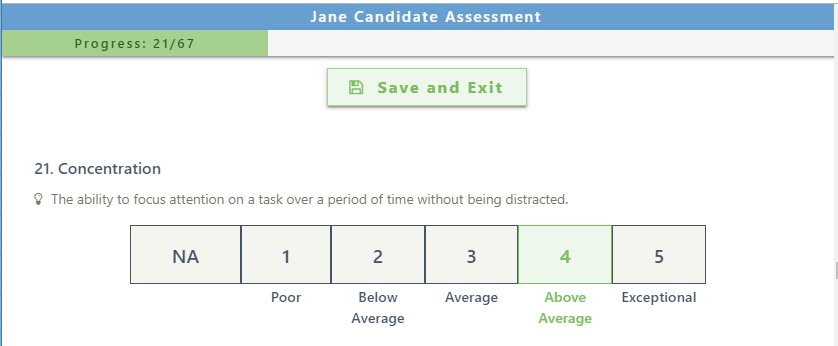 Jane Candidate Assessment
Progress: 21/67
Save and Exit
21. Concentration
The ability to focus attention on a task over a period of time without being distracted.
NA 1 2 3 4 5
Poor Below Average Average Above Average Exceptional